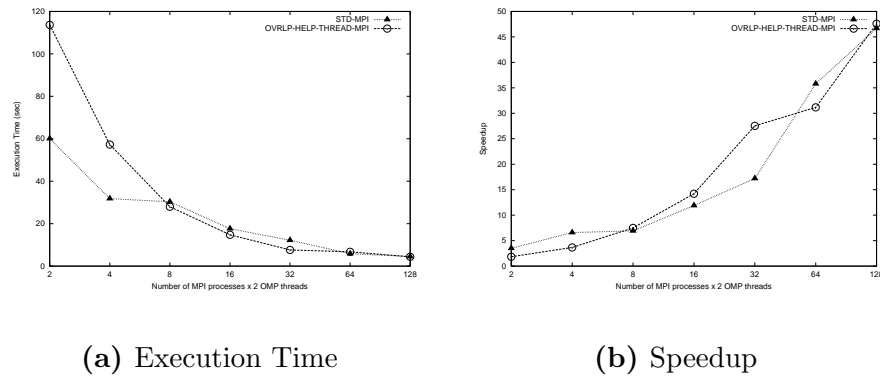 STD-MPI
OVRLP-HELP-THREAD-MPI
Execution Time (sec)
120
100
80
60
40
20
0
2 4 8 16 32 64 128
Number of MPI processes x 2 OMP threads
(a) Execution Time
STD-MPI
OVRLP-HELP-THREAD-MPI
Speedup
50
45
40
35
30
25
20
15
10
5
0
2 4 8 16 32 64 128
Number of MPI processes x 2 OMP threads
(b) Speedup